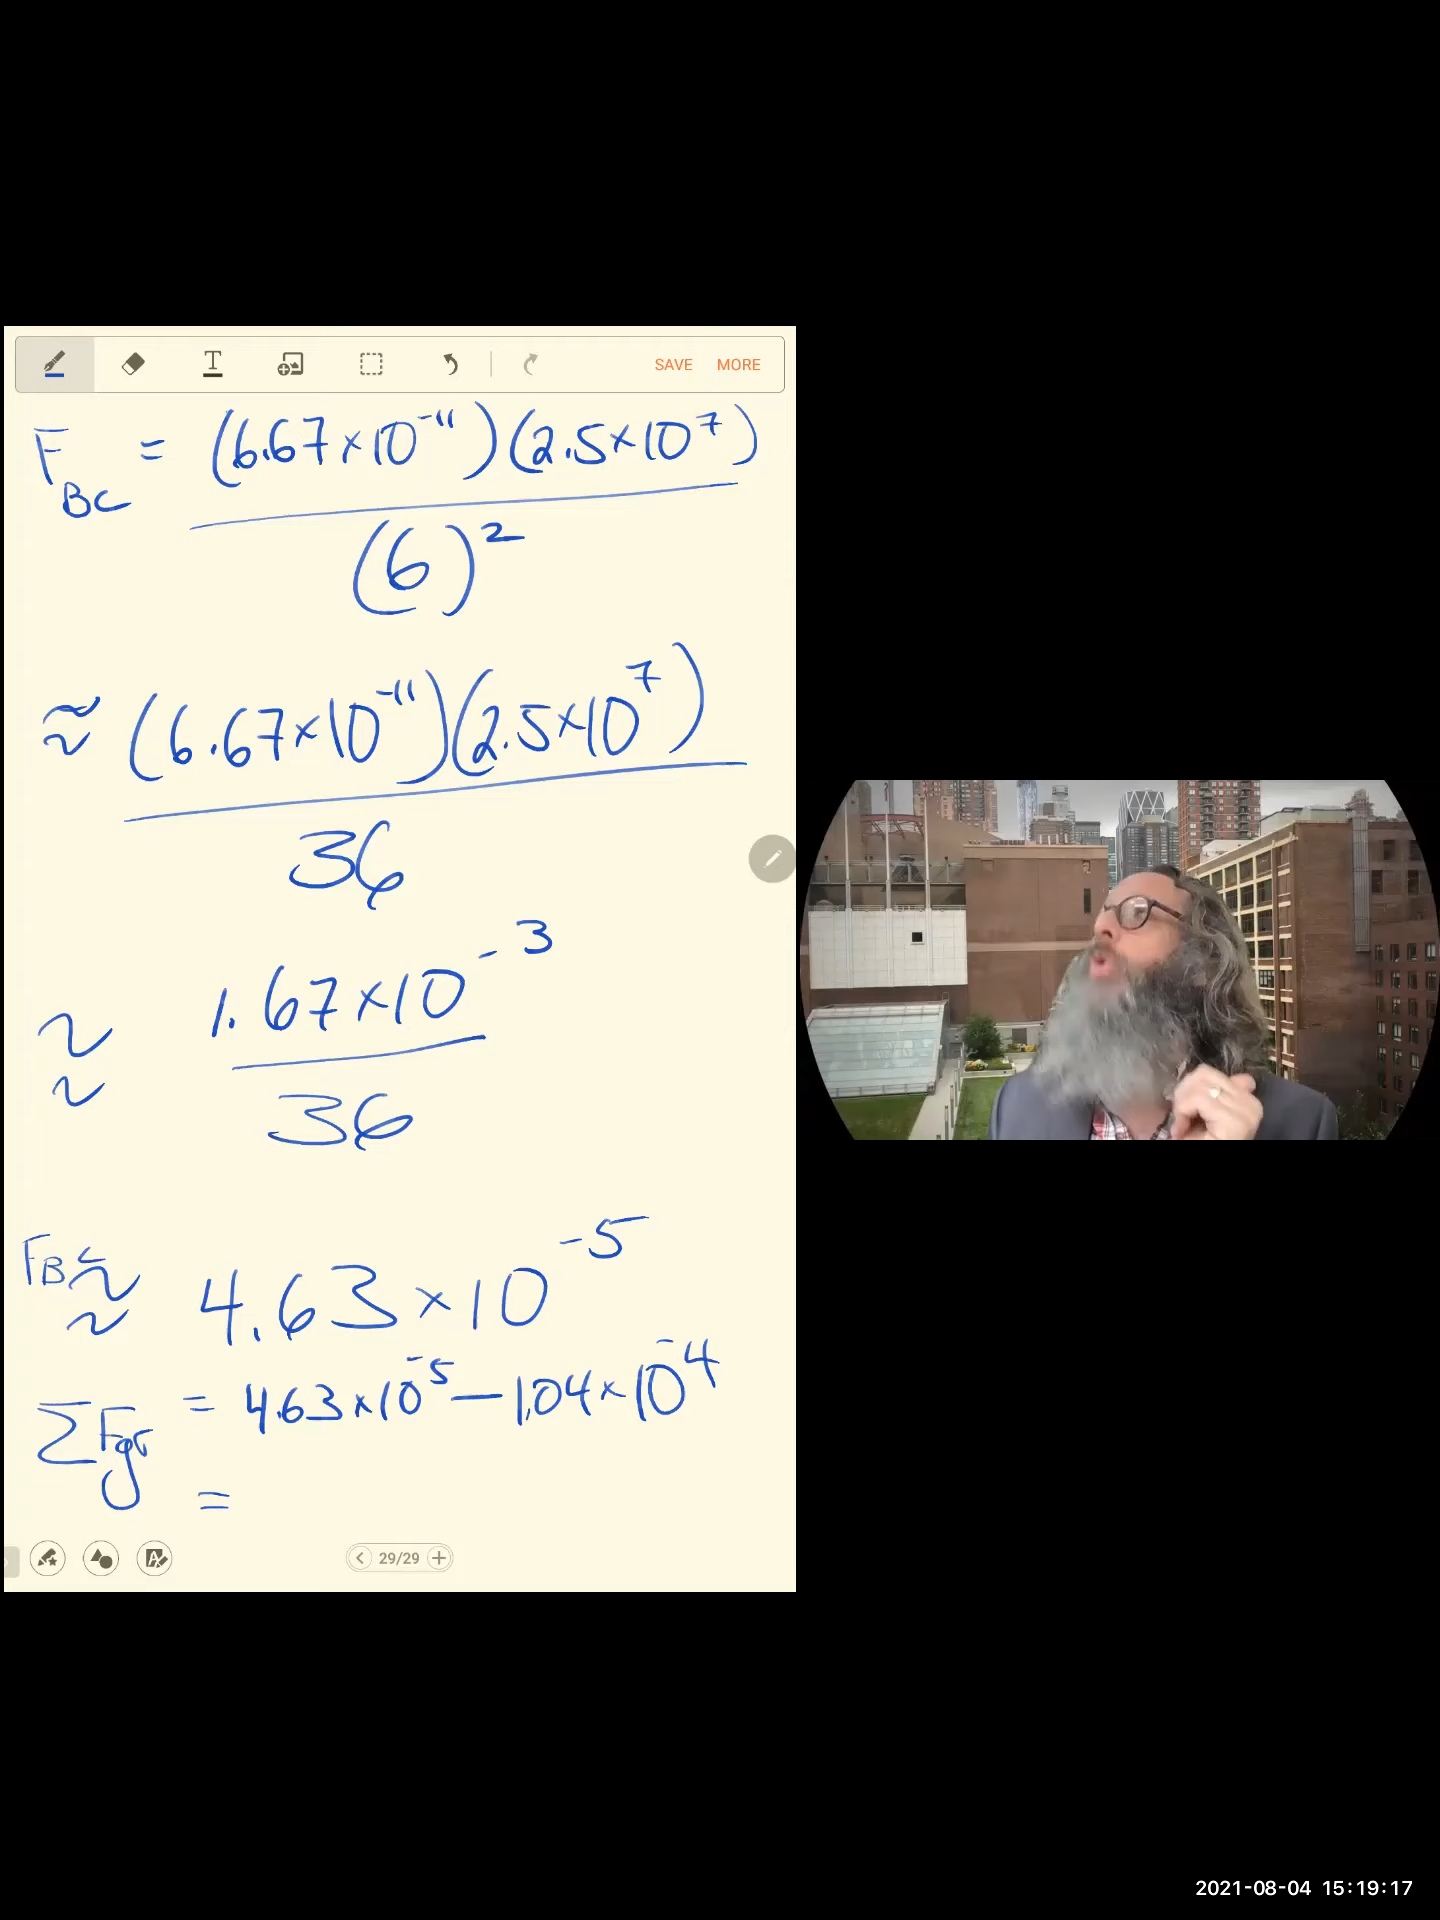 SAVE MORE
F_BC = (6.67×10^-11)(2.5×10^7)
(6)^2
≈ (6.67×10^-11)(2.5×10^7)
36
≈ 1.67×10^-3
36
F_BC ≈ 4.63×10^-5
ΣF_gr = 4.63×10^-5 − 1.04×10^-4
=
29/29
2021-08-04 15:19:17